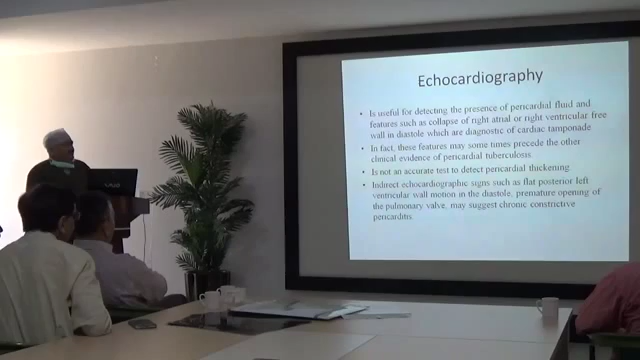 Echocardiography
• Is useful for detecting the presence of pericardial fluid and
features such as collapse of right atrial or right ventricular free
wall in diastole which are diagnostic of cardiac tamponade
• In fact, these features may some times precede the other
clinical evidence of pericardial tuberculosis.
• Is not an accurate test to detect pericardial thickening
• Indirect echocardiographic signs such as flat posterior left
ventricular wall motion in the diastole, premature opening of
the pulmonary valve, may suggest chronic constrictive
pericarditis.
VAIO